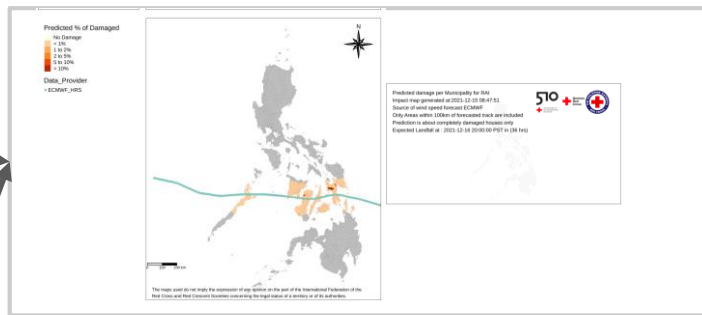 Predicted % of Damaged
No Damage
< 1%
1 to 2%
2 to 5%
5 to 10%
> 10%
Data_Provider
ECMWF_HRS
N
The maps used do not imply the expression of any opinion on the part of the International Federation of the
Red Cross and Red Crescent Societies concerning the legal status of a territory or of its authorities.
Predicted damage per Municipality for RAI
Impact map generated at:2021-12-15 08:47:51
Source of wind speed forecast ECMWF
Only Areas within 100km of forecasted track are included
Prediction is about completely damaged houses only
Expected Landfall at : 2021-12-16 20:00:00 PST in (36 hrs)
510